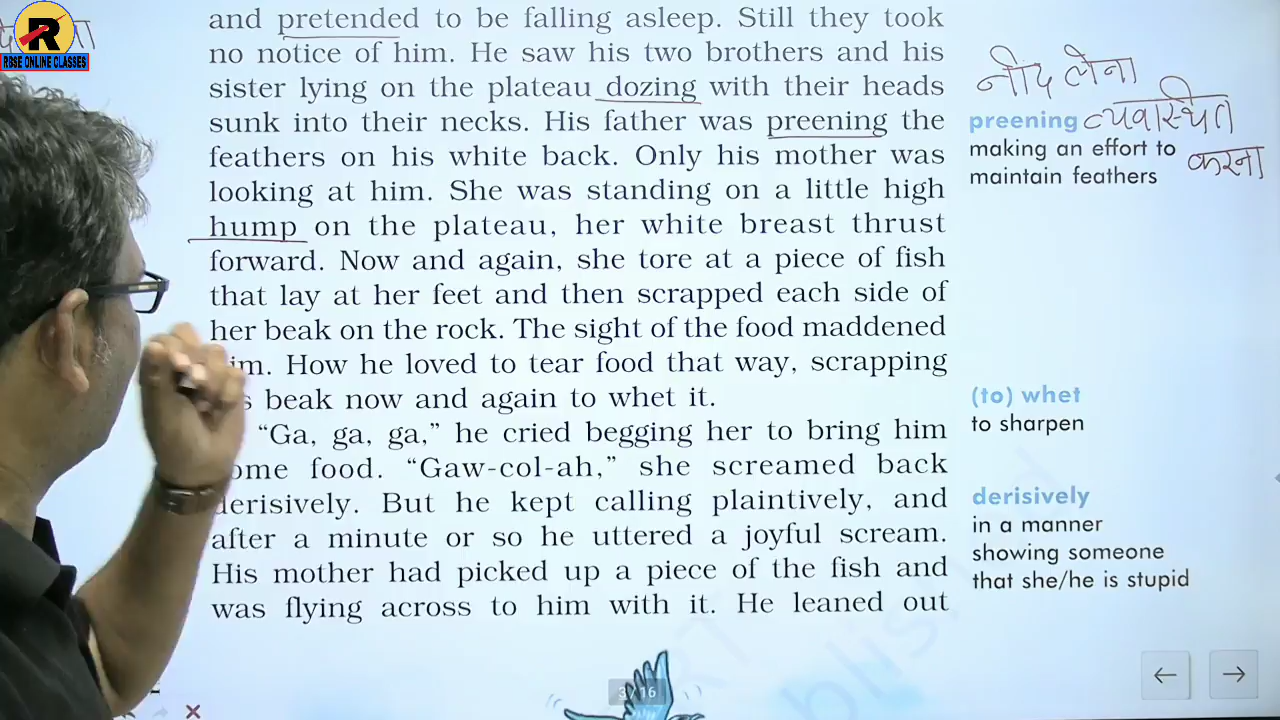 R
RBSE ONLINE CLASSES
and pretended to be falling asleep. Still they took
no notice of him. He saw his two brothers and his
sister lying on the plateau dozing with their heads
sunk into their necks. His father was preening the
feathers on his white back. Only his mother was
looking at him. She was standing on a little high
hump on the plateau, her white breast thrust
forward. Now and again, she tore at a piece of fish
that lay at her feet and then scrapped each side of
her beak on the rock. The sight of the food maddened
him. How he loved to tear food that way, scrapping
beak now and again to whet it.
"Ga, ga, ga," he cried begging her to bring him
some food. "Gaw-col-ah," she screamed back
derisively. But he kept calling plaintively, and
after a minute or so he uttered a joyful scream.
His mother had picked up a piece of the fish and
was flying across to him with it. He leaned out
नींद लेना
preening व्यवस्थित
making an effort to करना
maintain feathers
(to) whet
to sharpen
derisively
in a manner
showing someone
that she/he is stupid
3/16